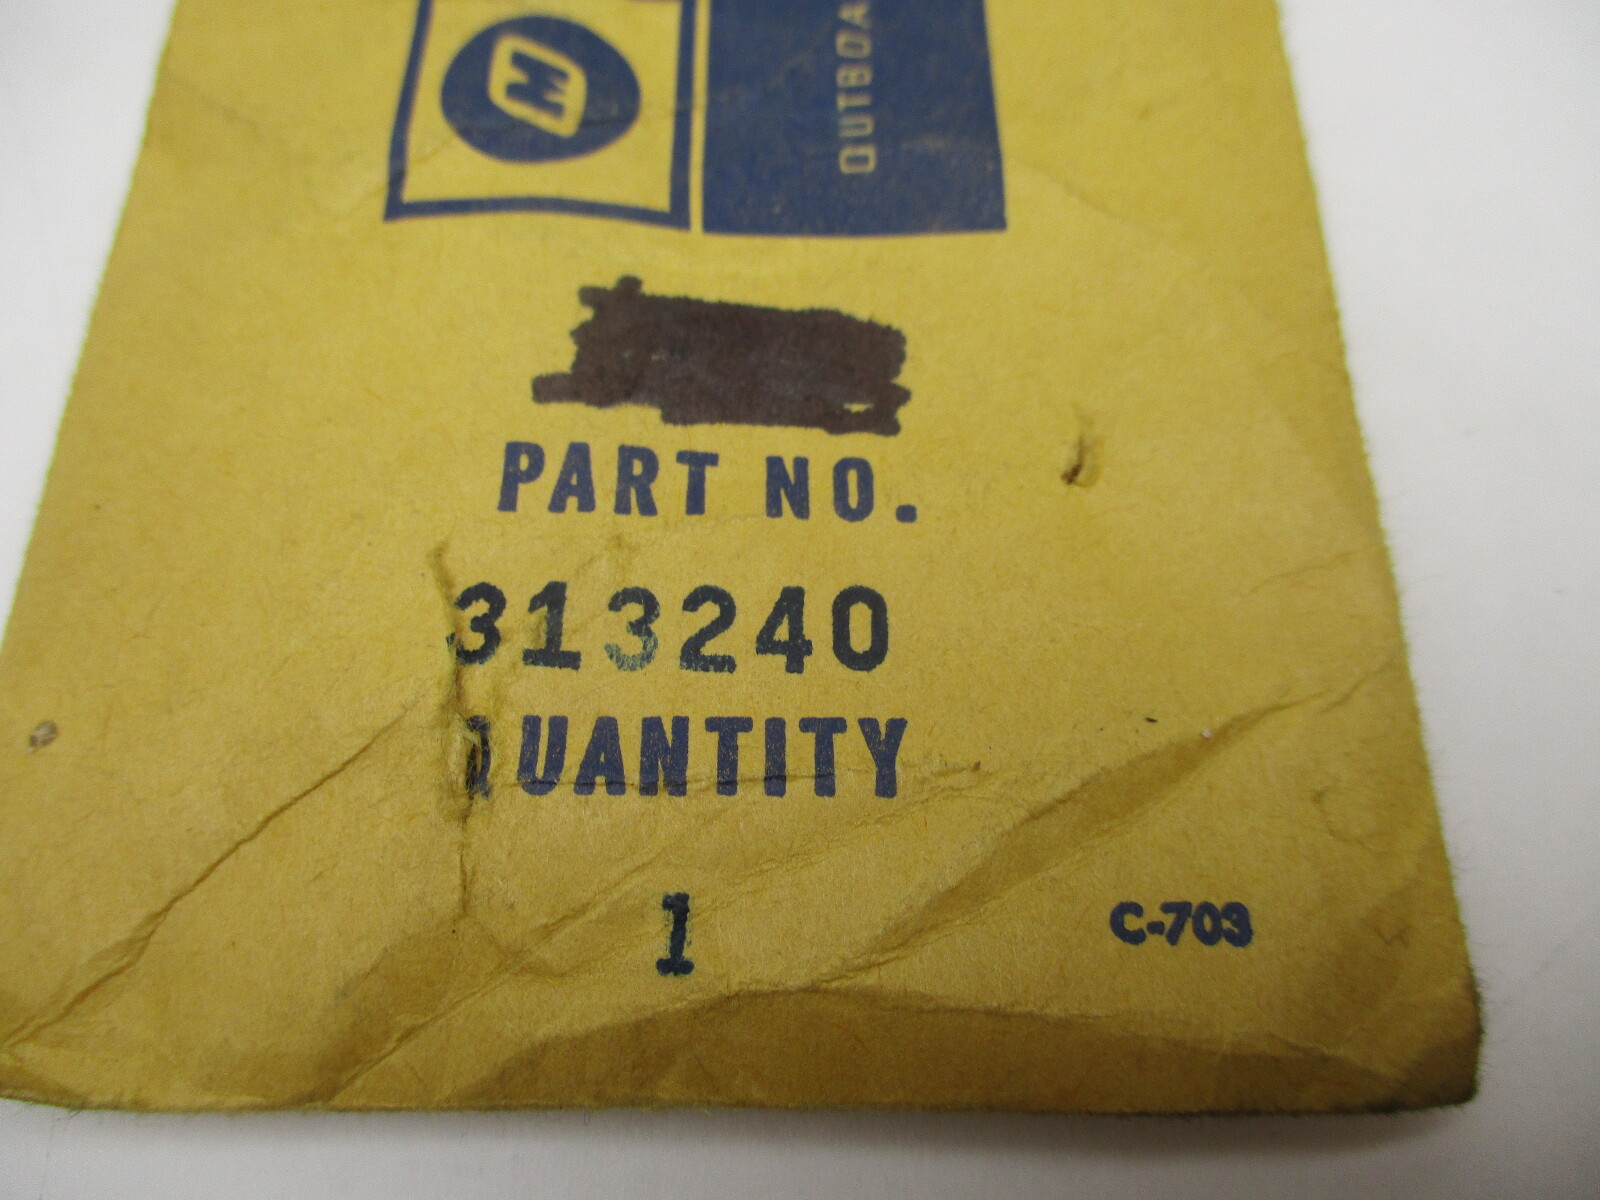 OUTBOA
PART NO.
313240
QUANTITY
1
C-703